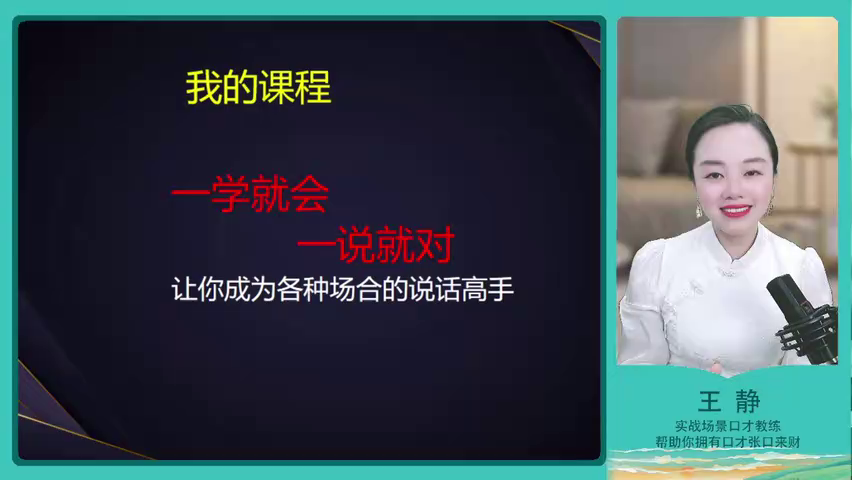 我的课程
一学就会
一说就对
让你成为各种场合的说话高手
王 静
实战场景口才教练
帮助你拥有口才张口来财